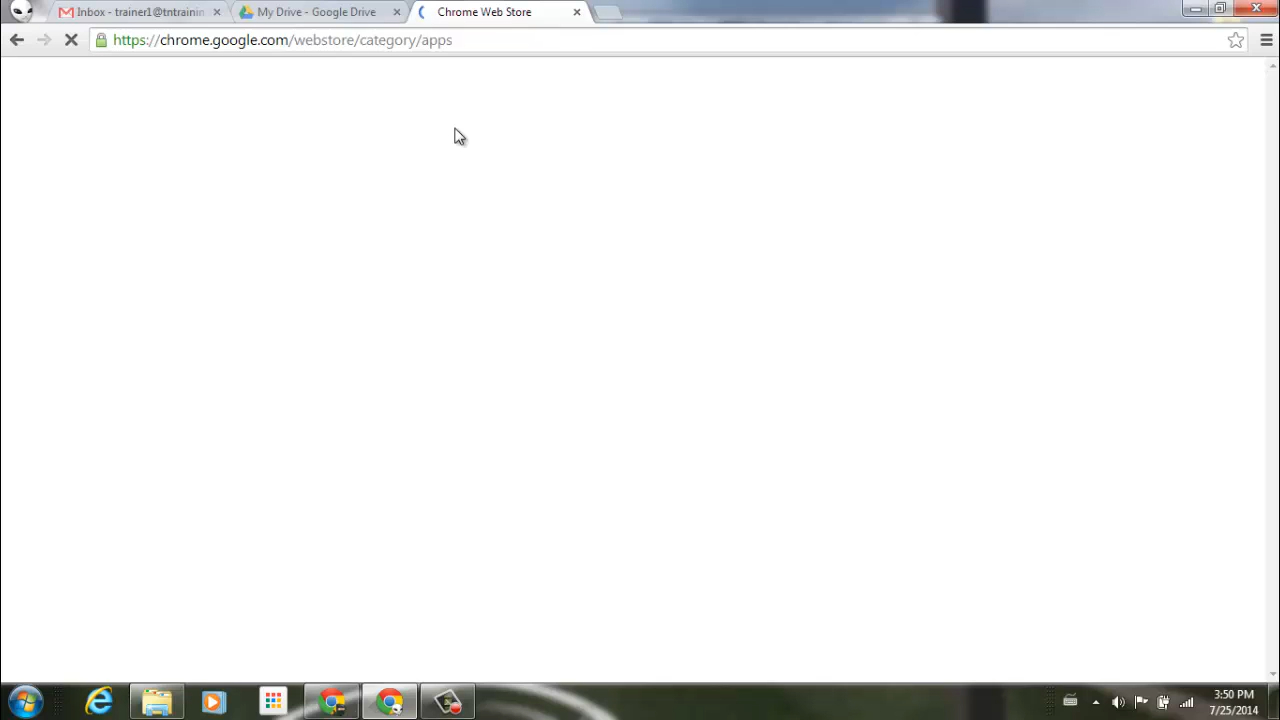 Inbox - trainer1@tntrainin
My Drive - Google Drive
Chrome Web Store
https://chrome.google.com/webstore/category/apps
3:50 PM
7/25/2014